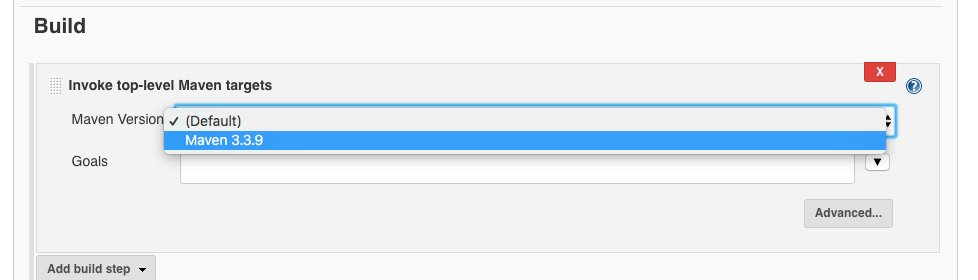 Build
Invoke top-level Maven targets
X
?
Maven Version
✓ (Default)
Maven 3.3.9
Goals
▼
Advanced...
Add build step ▾